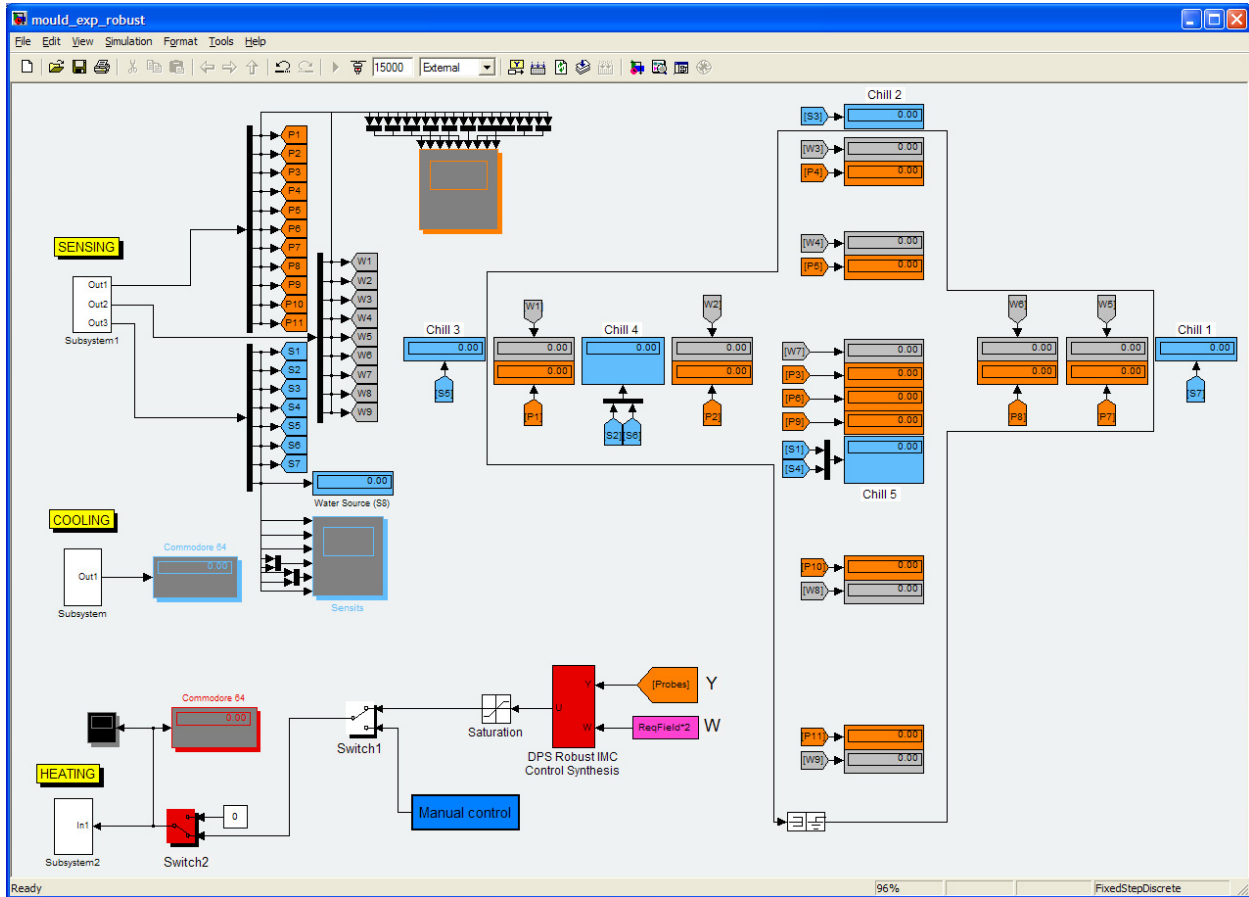 mould_exp_robust
File Edit View Simulation Format Tools Help
15000 External
SENSING
Out1
Out2
Out3
Subsystem1
P1
P2
P3
P4
P5
P6
P7
P8
P9
P10
P11
S1
S2
S3
S4
S5
S6
S7
W1
W2
W3
W4
W5
W6
W7
W8
W9
0.00
Water Source (S8)
Sensits
COOLING
Out1
Subsystem
Commodore 64
0.00
Chill 2
[S3] 0.00
[W3] 0.00
[P4] 0.00
[W4] 0.00
[P5] 0.00
Chill 3
0.00
[S5]
[W1]
0.00
0.00
[P1]
Chill 4
0.00
[S2] [S6]
[W2]
0.00
0.00
[P2]
[W7] 0.00
[P3] 0.00
[P6] 0.00
[P9] 0.00
[S1] 0.00
[S4]
Chill 5
[W6]
0.00
0.00
[P8]
[W5]
0.00
0.00
[P7]
Chill 1
0.00
[S7]
[P10] 0.00
[W8] 0.00
[P11] 0.00
[W9] 0.00
HEATING
In1
Subsystem2
Commodore 64
0.00
0
Switch2
Switch1
Saturation
Manual control
Y
U
W
DPS Robust IMC
Control Synthesis
[Probes] Y
ReqField*2 W
Ready 96% FixedStepDiscrete